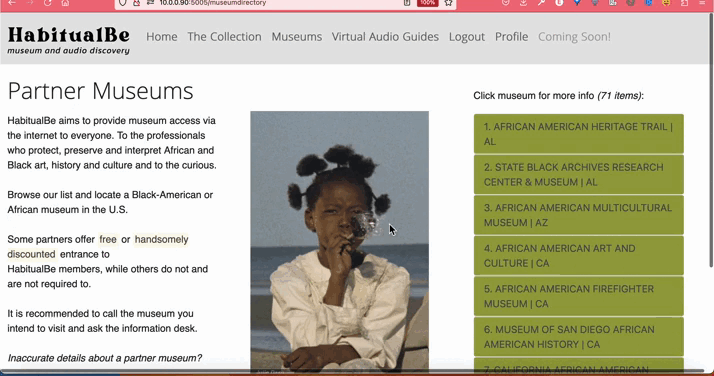 10.0.0.90:5005/museumdirectory
100%
HabitualBe
museum and audio discovery
Home The Collection Museums Virtual Audio Guides Logout Profile Coming Soon!
Partner Museums
HabitualBe aims to provide museum access via
the internet to everyone. To the professionals
who protect, preserve and interpret African and
Black art, history and culture and to the curious.
Browse our list and locate a Black-American or
African museum in the U.S.
Some partners offer free or handsomely
discounted entrance to
HabitualBe members, while others do not and
are not required to.
It is recommended to call the museum you
intend to visit and ask the information desk.
Inaccurate details about a partner museum?
Click museum for more info (71 items):
1. AFRICAN AMERICAN HERITAGE TRAIL |
AL
2. STATE BLACK ARCHIVES RESEARCH
CENTER & MUSEUM | AL
3. AFRICAN AMERICAN MULTICULTURAL
MUSEUM | AZ
4. AFRICAN AMERICAN ART AND
CULTURE | CA
5. AFRICAN AMERICAN FIREFIGHTER
MUSEUM | CA
6. MUSEUM OF SAN DIEGO AFRICAN
AMERICAN HISTORY | CA
7. CALIFORNIA AFRICAN AMERICAN